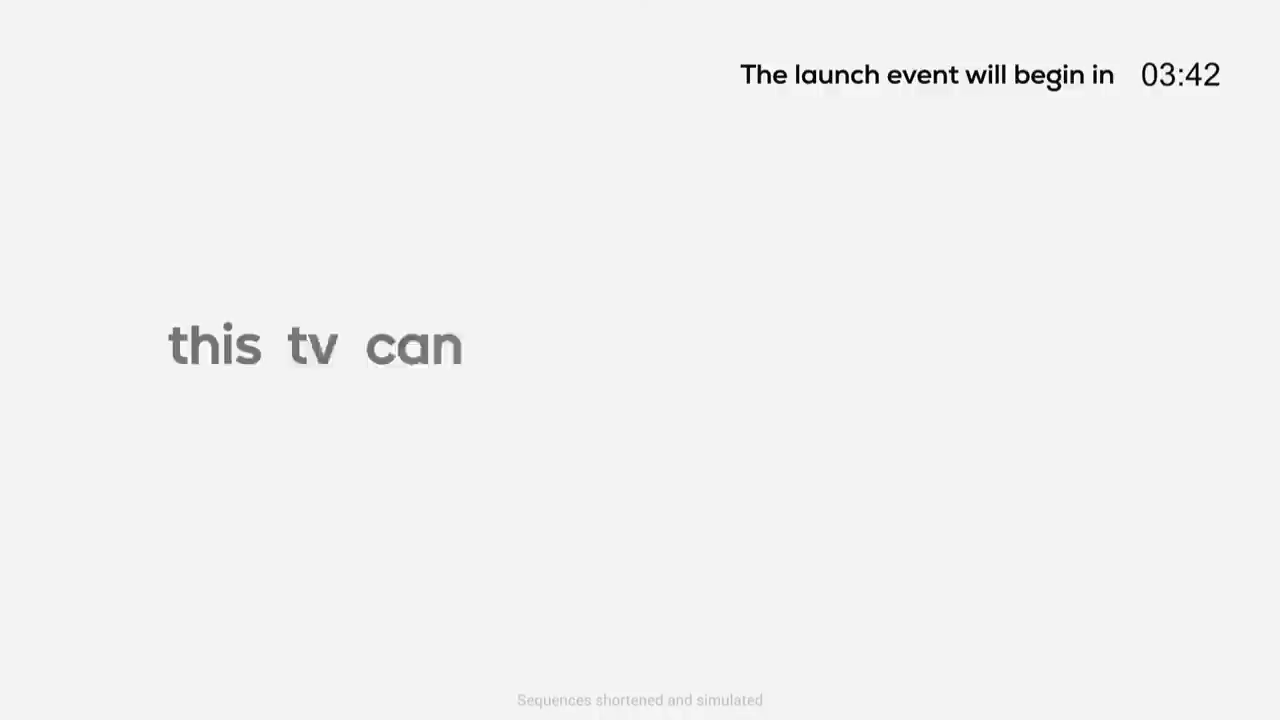 The launch event will begin in 03:42
this tv can
Sequences shortened and simulated